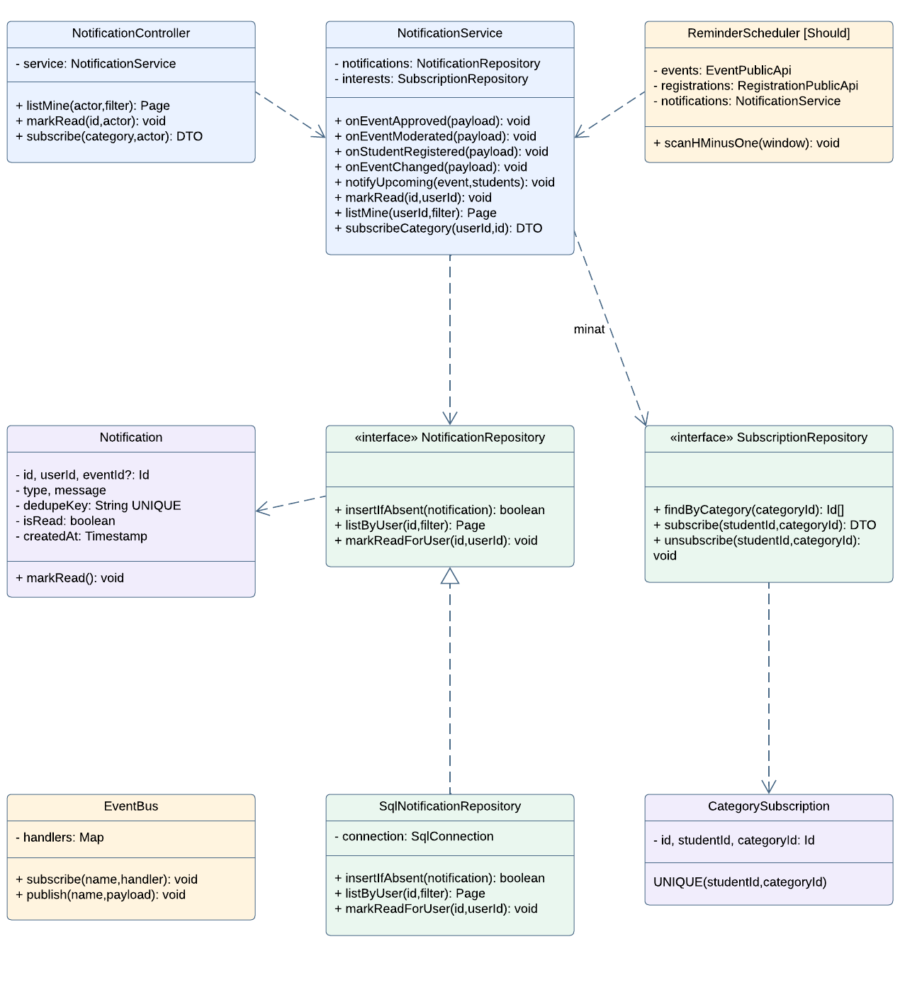 NotificationController
- service: NotificationService
+ listMine(actor,filter): Page
+ markRead(id,actor): void
+ subscribe(category,actor): DTO
NotificationService
- notifications: NotificationRepository
- interests: SubscriptionRepository
+ onEventApproved(payload): void
+ onEventModerated(payload): void
+ onStudentRegistered(payload): void
+ onEventChanged(payload): void
+ notifyUpcoming(event,students): void
+ markRead(id,userId): void
+ listMine(userId,filter): Page
+ subscribeCategory(userId,id): DTO
ReminderScheduler [Should]
- events: EventPublicApi
- registrations: RegistrationPublicApi
- notifications: NotificationService
+ scanHMinusOne(window): void
minat
Notification
- id, userId, eventId?: Id
- type, message
- dedupeKey: String UNIQUE
- isRead: boolean
- createdAt: Timestamp
+ markRead(): void
«interface» NotificationRepository
+ insertIfAbsent(notification): boolean
+ listByUser(id,filter): Page
+ markReadForUser(id,userId): void
«interface» SubscriptionRepository
+ findByCategory(categoryId): Id[]
+ subscribe(studentId,categoryId): DTO
+ unsubscribe(studentId,categoryId):
void
EventBus
- handlers: Map
+ subscribe(name,handler): void
+ publish(name,payload): void
SqlNotificationRepository
- connection: SqlConnection
+ insertIfAbsent(notification): boolean
+ listByUser(id,filter): Page
+ markReadForUser(id,userId): void
CategorySubscription
- id, studentId, categoryId: Id
UNIQUE(studentId,categoryId)